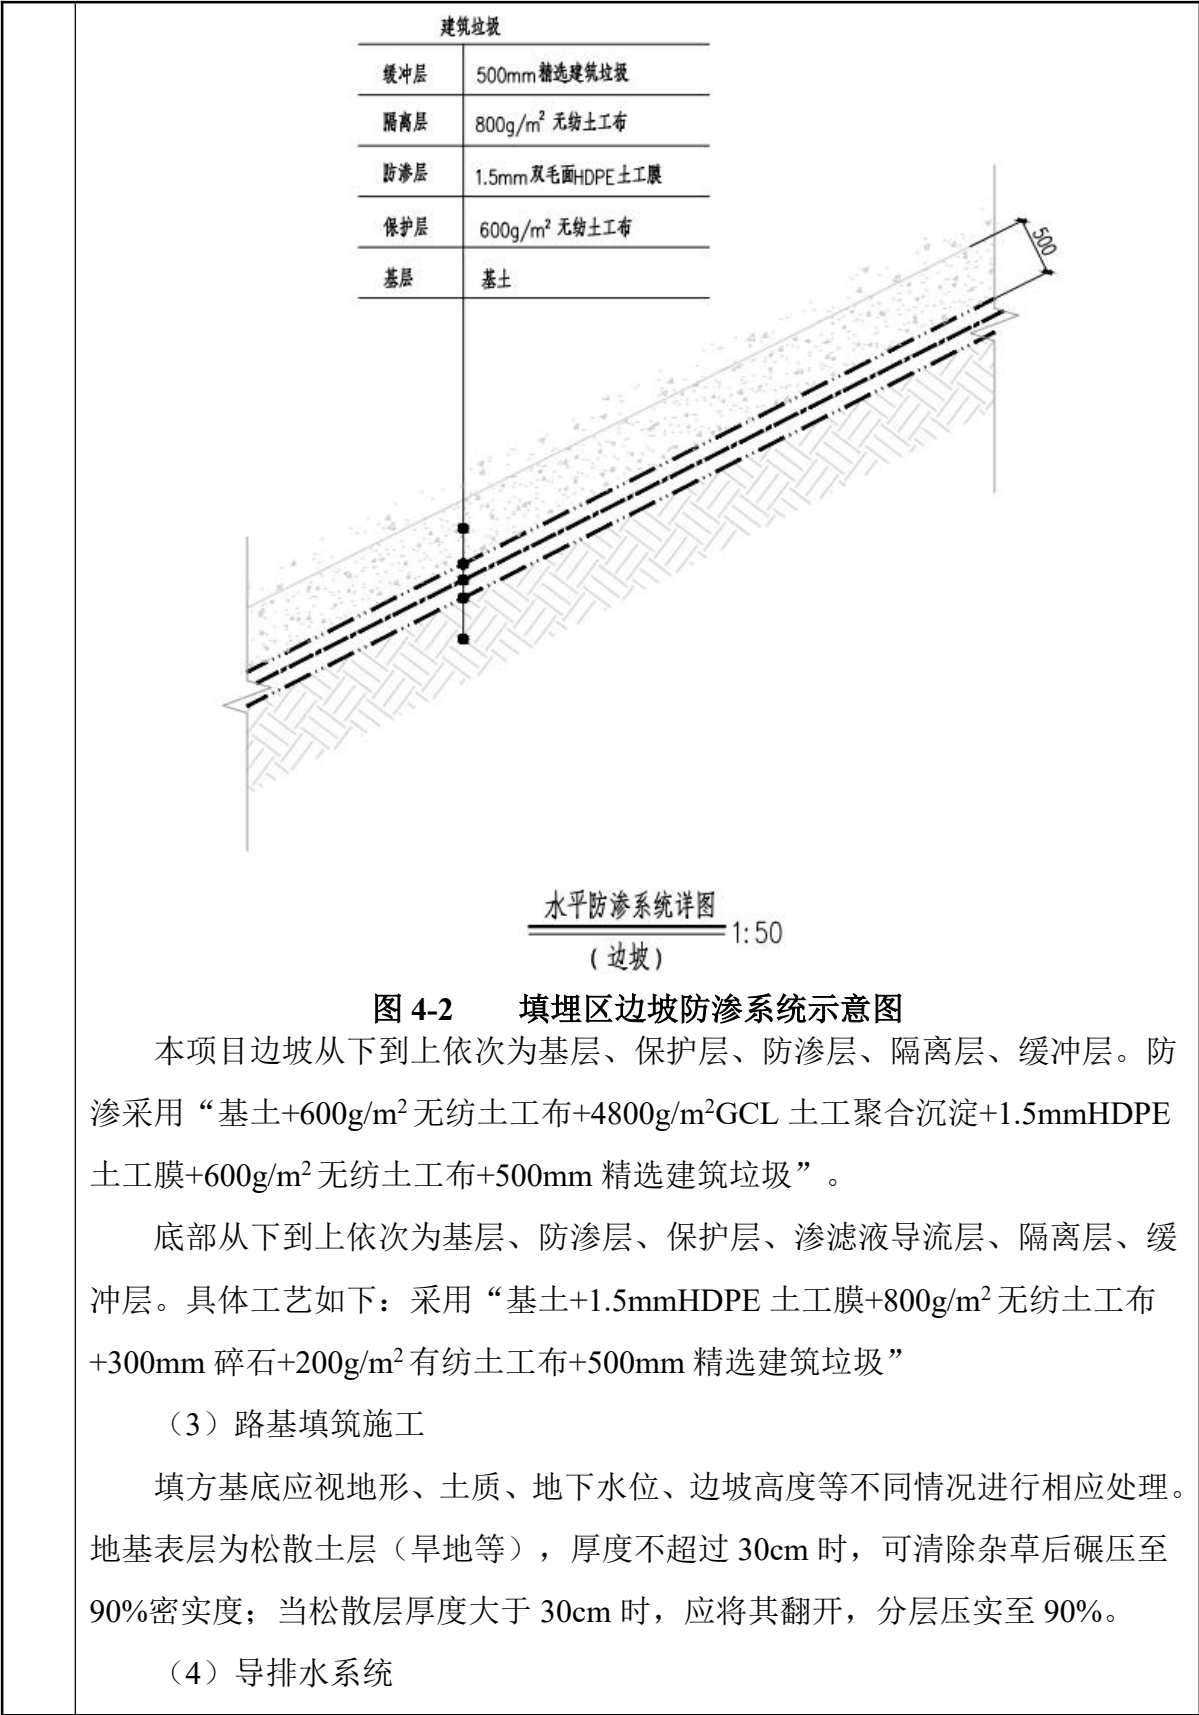 建筑垃圾
缓冲层 500mm精选建筑垃圾
隔离层 800g/m² 无纺土工布
防渗层 1.5mm双毛面HDPE土工膜
保护层 600g/m² 无纺土工布
基层 基土
500
水平防渗系统详图
1:50
(边坡)
图 4-2 填埋区边坡防渗系统示意图
本项目边坡从下到上依次为基层、保护层、防渗层、隔离层、缓冲层。防
渗采用“基土+600g/m²无纺土工布+4800g/m²GCL 土工聚合沉淀+1.5mmHDPE
土工膜+600g/m²无纺土工布+500mm 精选建筑垃圾”。
底部从下到上依次为基层、防渗层、保护层、渗滤液导流层、隔离层、缓
冲层。具体工艺如下：采用“基土+1.5mmHDPE 土工膜+800g/m²无纺土工布
+300mm 碎石+200g/m²有纺土工布+500mm 精选建筑垃圾”
（3）路基填筑施工
填方基底应视地形、土质、地下水位、边坡高度等不同情况进行相应处理。
地基表层为松散土层（旱地等），厚度不超过 30cm 时，可清除杂草后碾压至
90%密实度；当松散层厚度大于 30cm 时，应将其翻开，分层压实至 90%。
（4）导排水系统